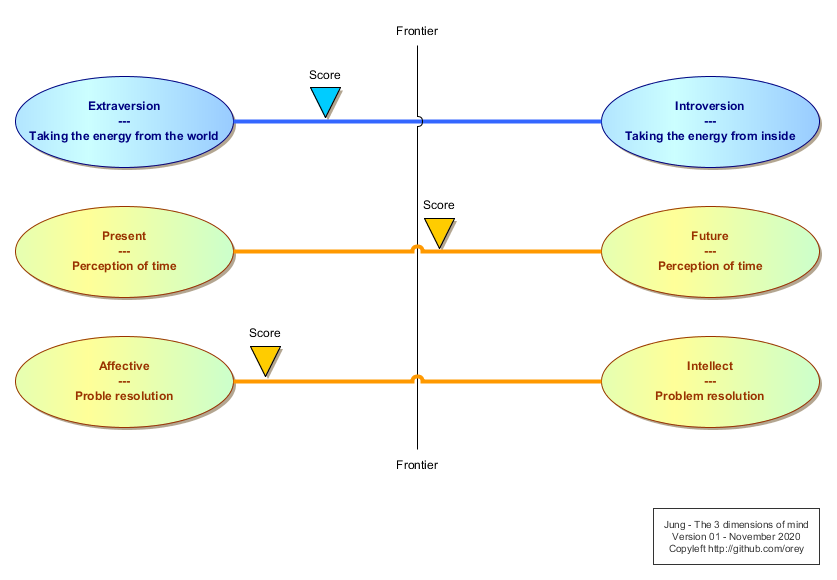 Frontier
Score
Extraversion
---
Taking the energy from the world
Introversion
---
Taking the energy from inside
Score
Present
---
Perception of time
Future
---
Perception of time
Score
Affective
---
Proble resolution
Intellect
---
Problem resolution
Frontier
Jung - The 3 dimensions of mind
Version 01 - November 2020
Copyleft http://github.com/orey